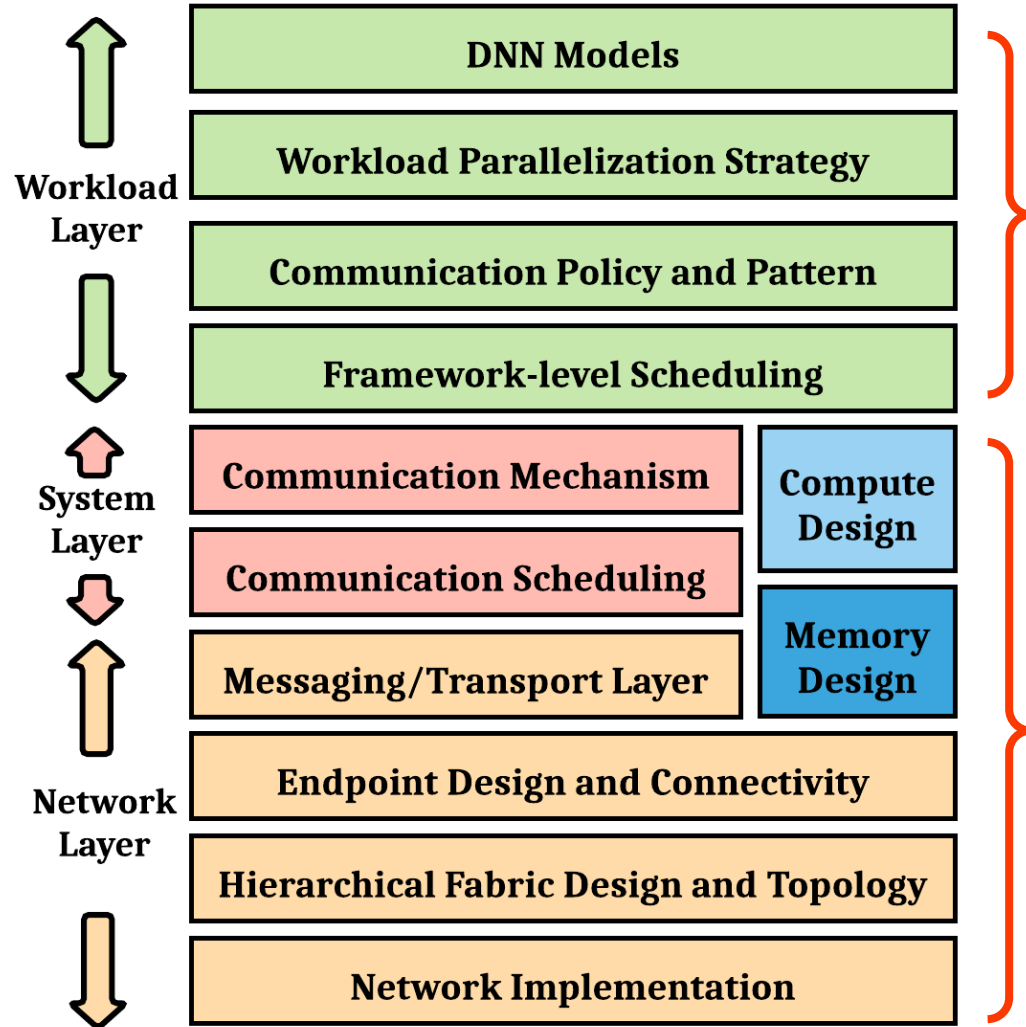 DNN Models
Workload Parallelization Strategy
Workload
Layer
Communication Policy and Pattern
Framework-level Scheduling
Communication Mechanism
Compute
Design
System
Layer
Communication Scheduling
Memory
Design
Messaging/Transport Layer
Endpoint Design and Connectivity
Network
Layer
Hierarchical Fabric Design and Topology
Network Implementation